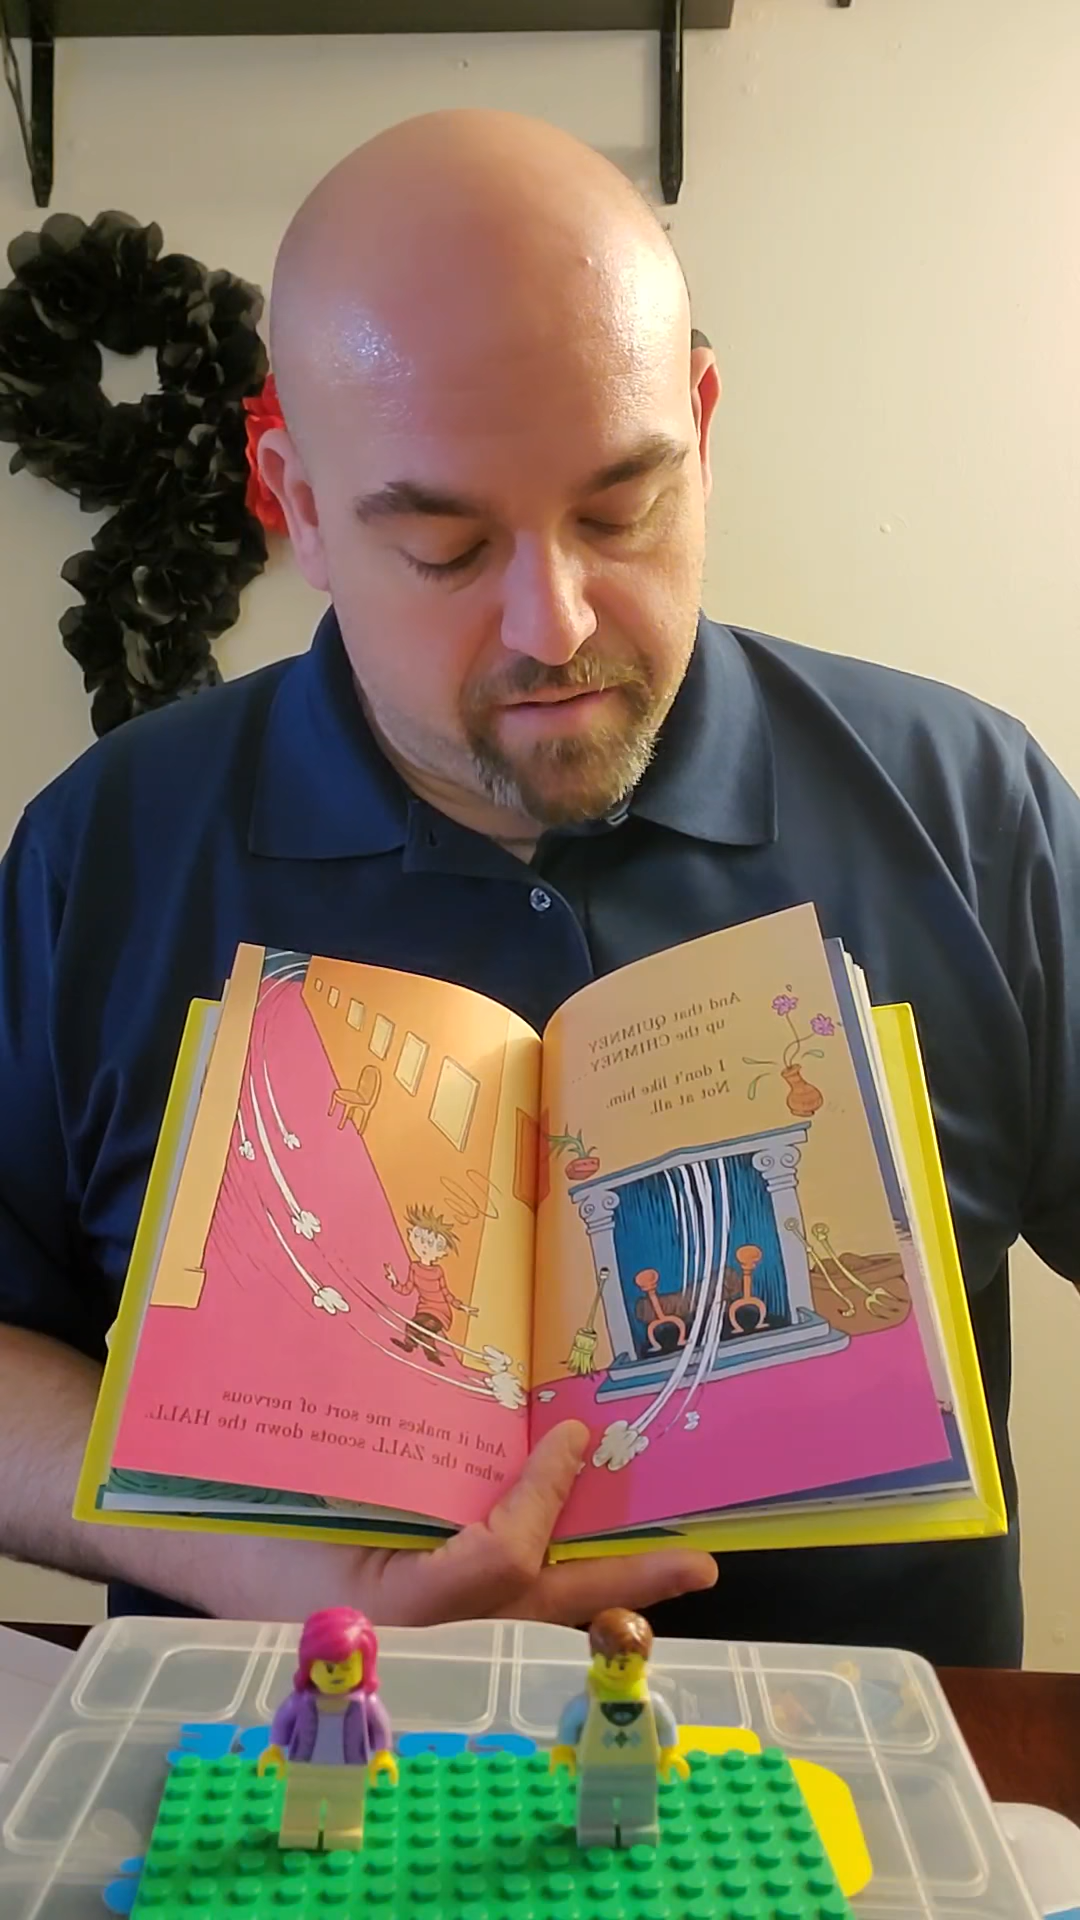 And that QUIMNEY
up the CHIMNEY...
I don't like him.
Not at all.
And it makes me sort of nervous
when the ZALL scoots down the HALL.